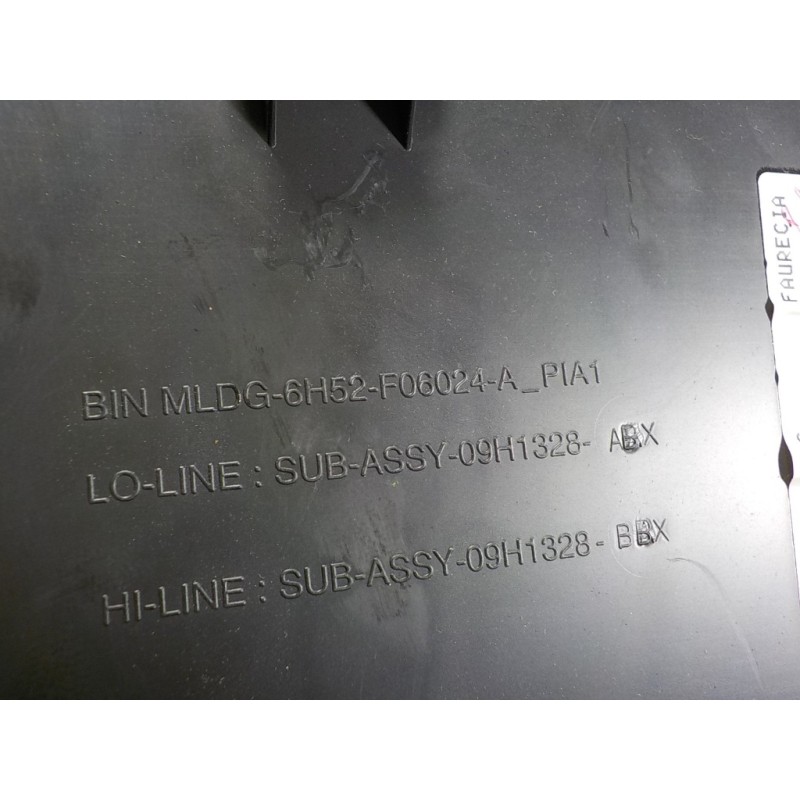 BIN MLDG-6H52-F06024-A_PIA1
LO-LINE : SUB-ASSY-09H1328- ABX
HI-LINE : SUB-ASSY-09H1328- BBX
FAURECIA